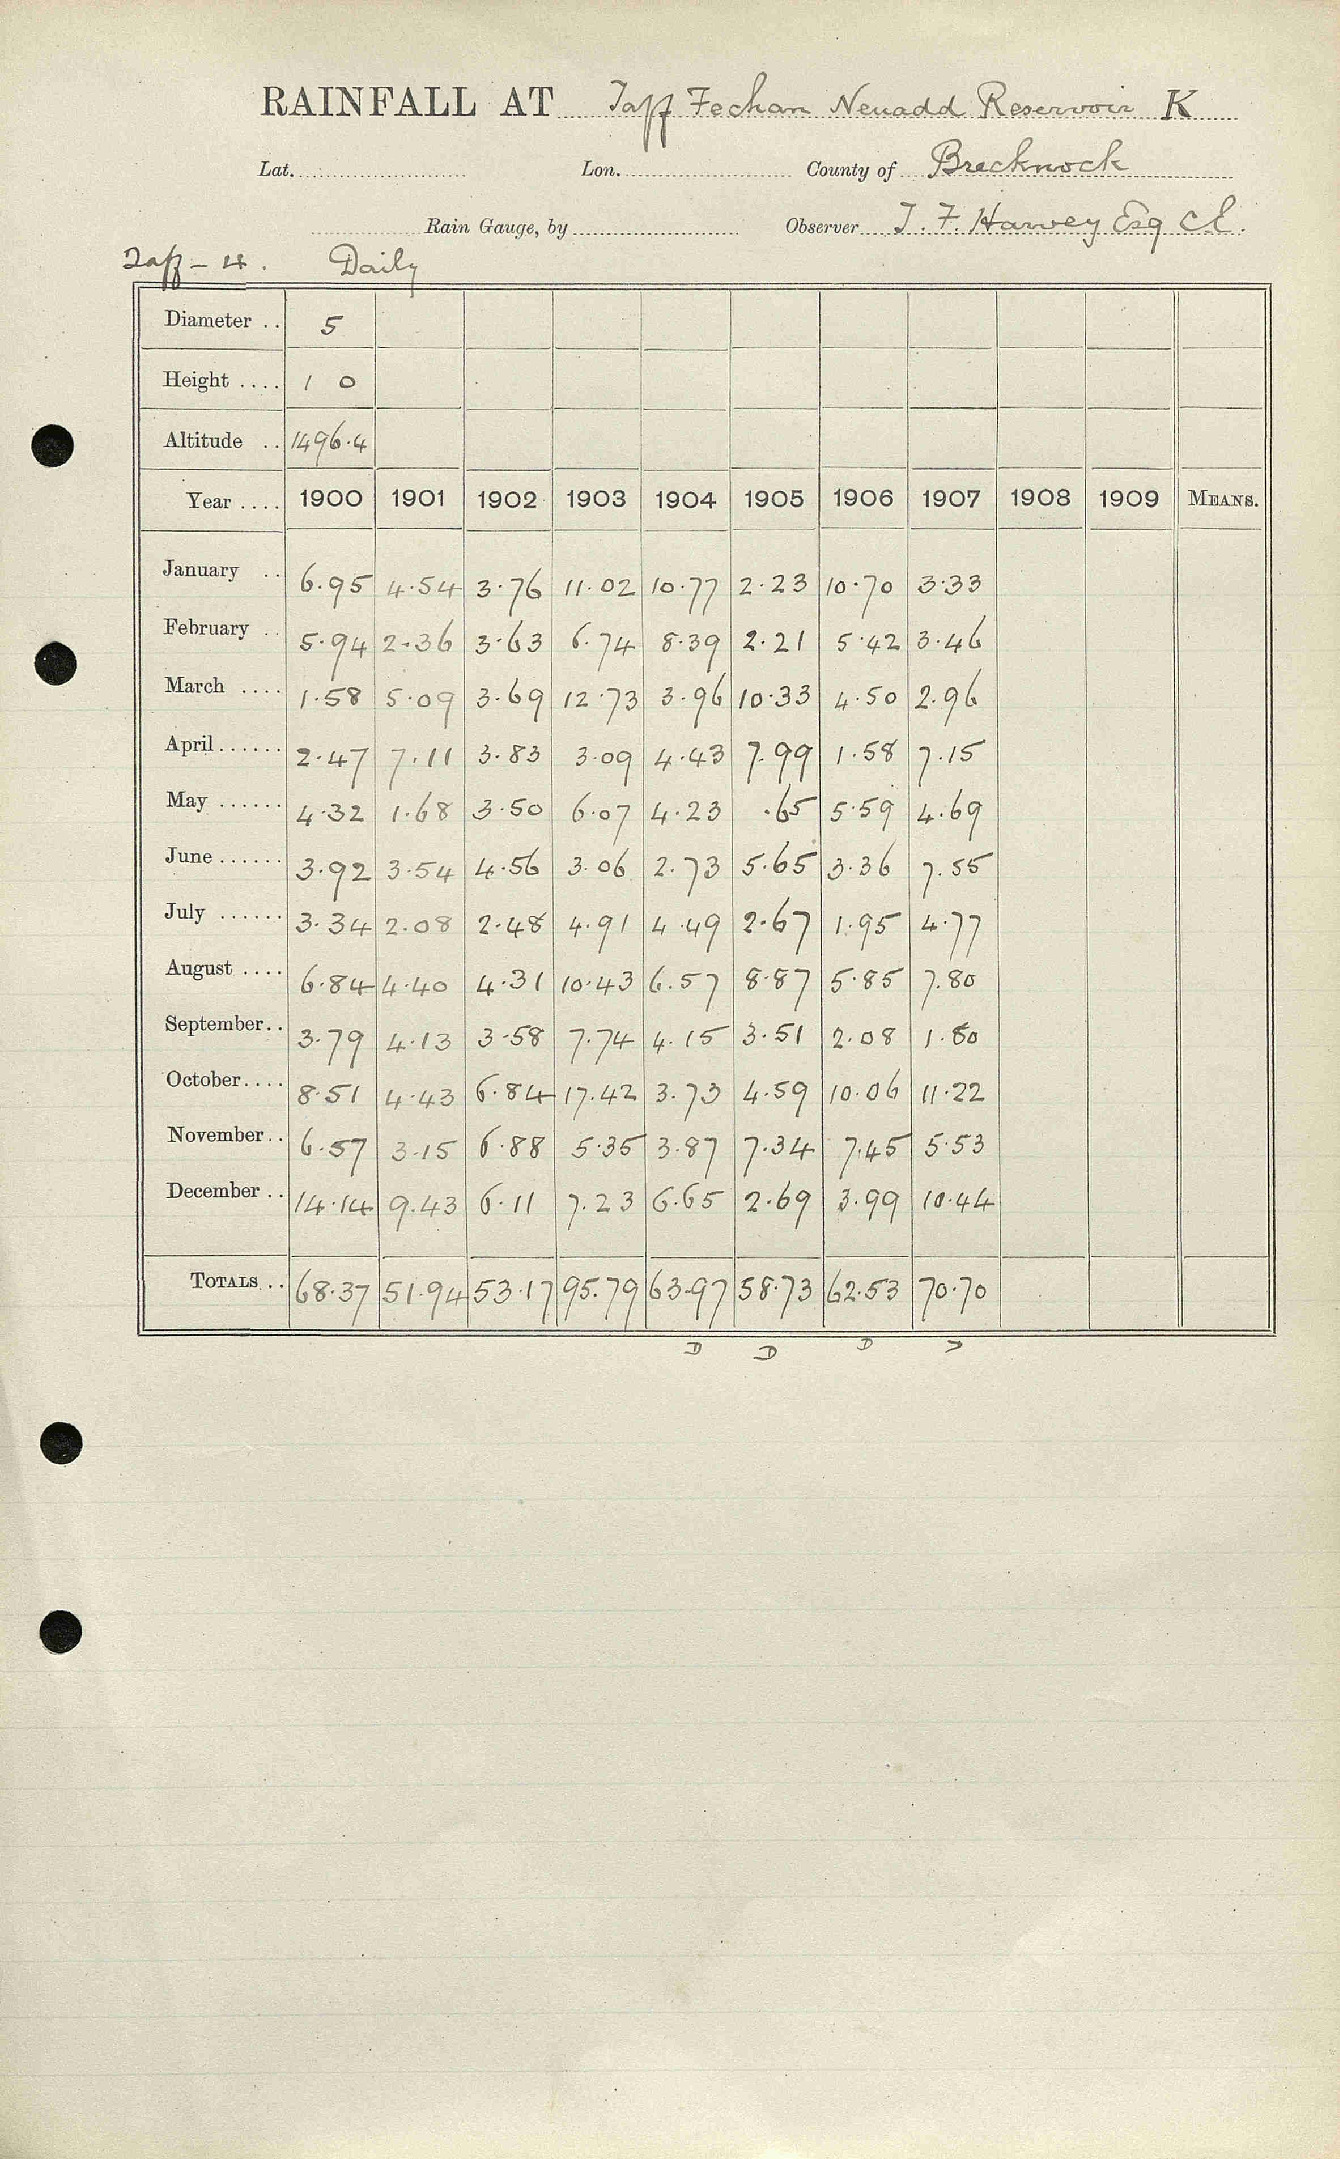 RAINFALL AT Taff Fechan Neuadd Reservoir K
Lat. Lon. County of Brecknock
Rain Gauge, by Observer T. F. Harvey Esq CE.
Taff - 4. Daily
Diameter .. 5
Height .... 1 0
Altitude .. 1496.4
Year .... 1900 1901 1902 1903 1904 1905 1906 1907 1908 1909 MEANS.
January .. 6.95 4.54 3.76 11.02 10.77 2.23 10.70 3.33
February .. 5.94 2.36 3.63 6.74 8.39 2.21 5.42 3.46
March .... 1.58 5.09 3.69 12.73 3.96 10.33 4.50 2.96
April ...... 2.47 7.11 3.83 3.09 4.43 7.99 1.58 7.15
May ...... 4.32 1.68 3.50 6.07 4.23 .65 5.59 4.69
June ...... 3.92 3.54 4.56 3.06 2.73 5.65 3.36 7.55
July ...... 3.34 2.08 2.48 4.91 4.49 2.67 1.95 4.77
August .... 6.84 4.40 4.31 10.43 6.57 8.87 5.85 7.80
September .. 3.79 4.13 3.58 7.74 4.15 3.51 2.08 1.80
October .... 8.51 4.43 6.84 17.42 3.73 4.59 10.06 11.22
November .. 6.57 3.15 6.88 5.35 3.87 7.34 7.45 5.53
December .. 14.14 9.43 6.11 7.23 6.65 2.69 3.99 10.44
TOTALS .. 68.37 51.94 53.17 95.79 63.97 58.73 62.53 70.70
D D D